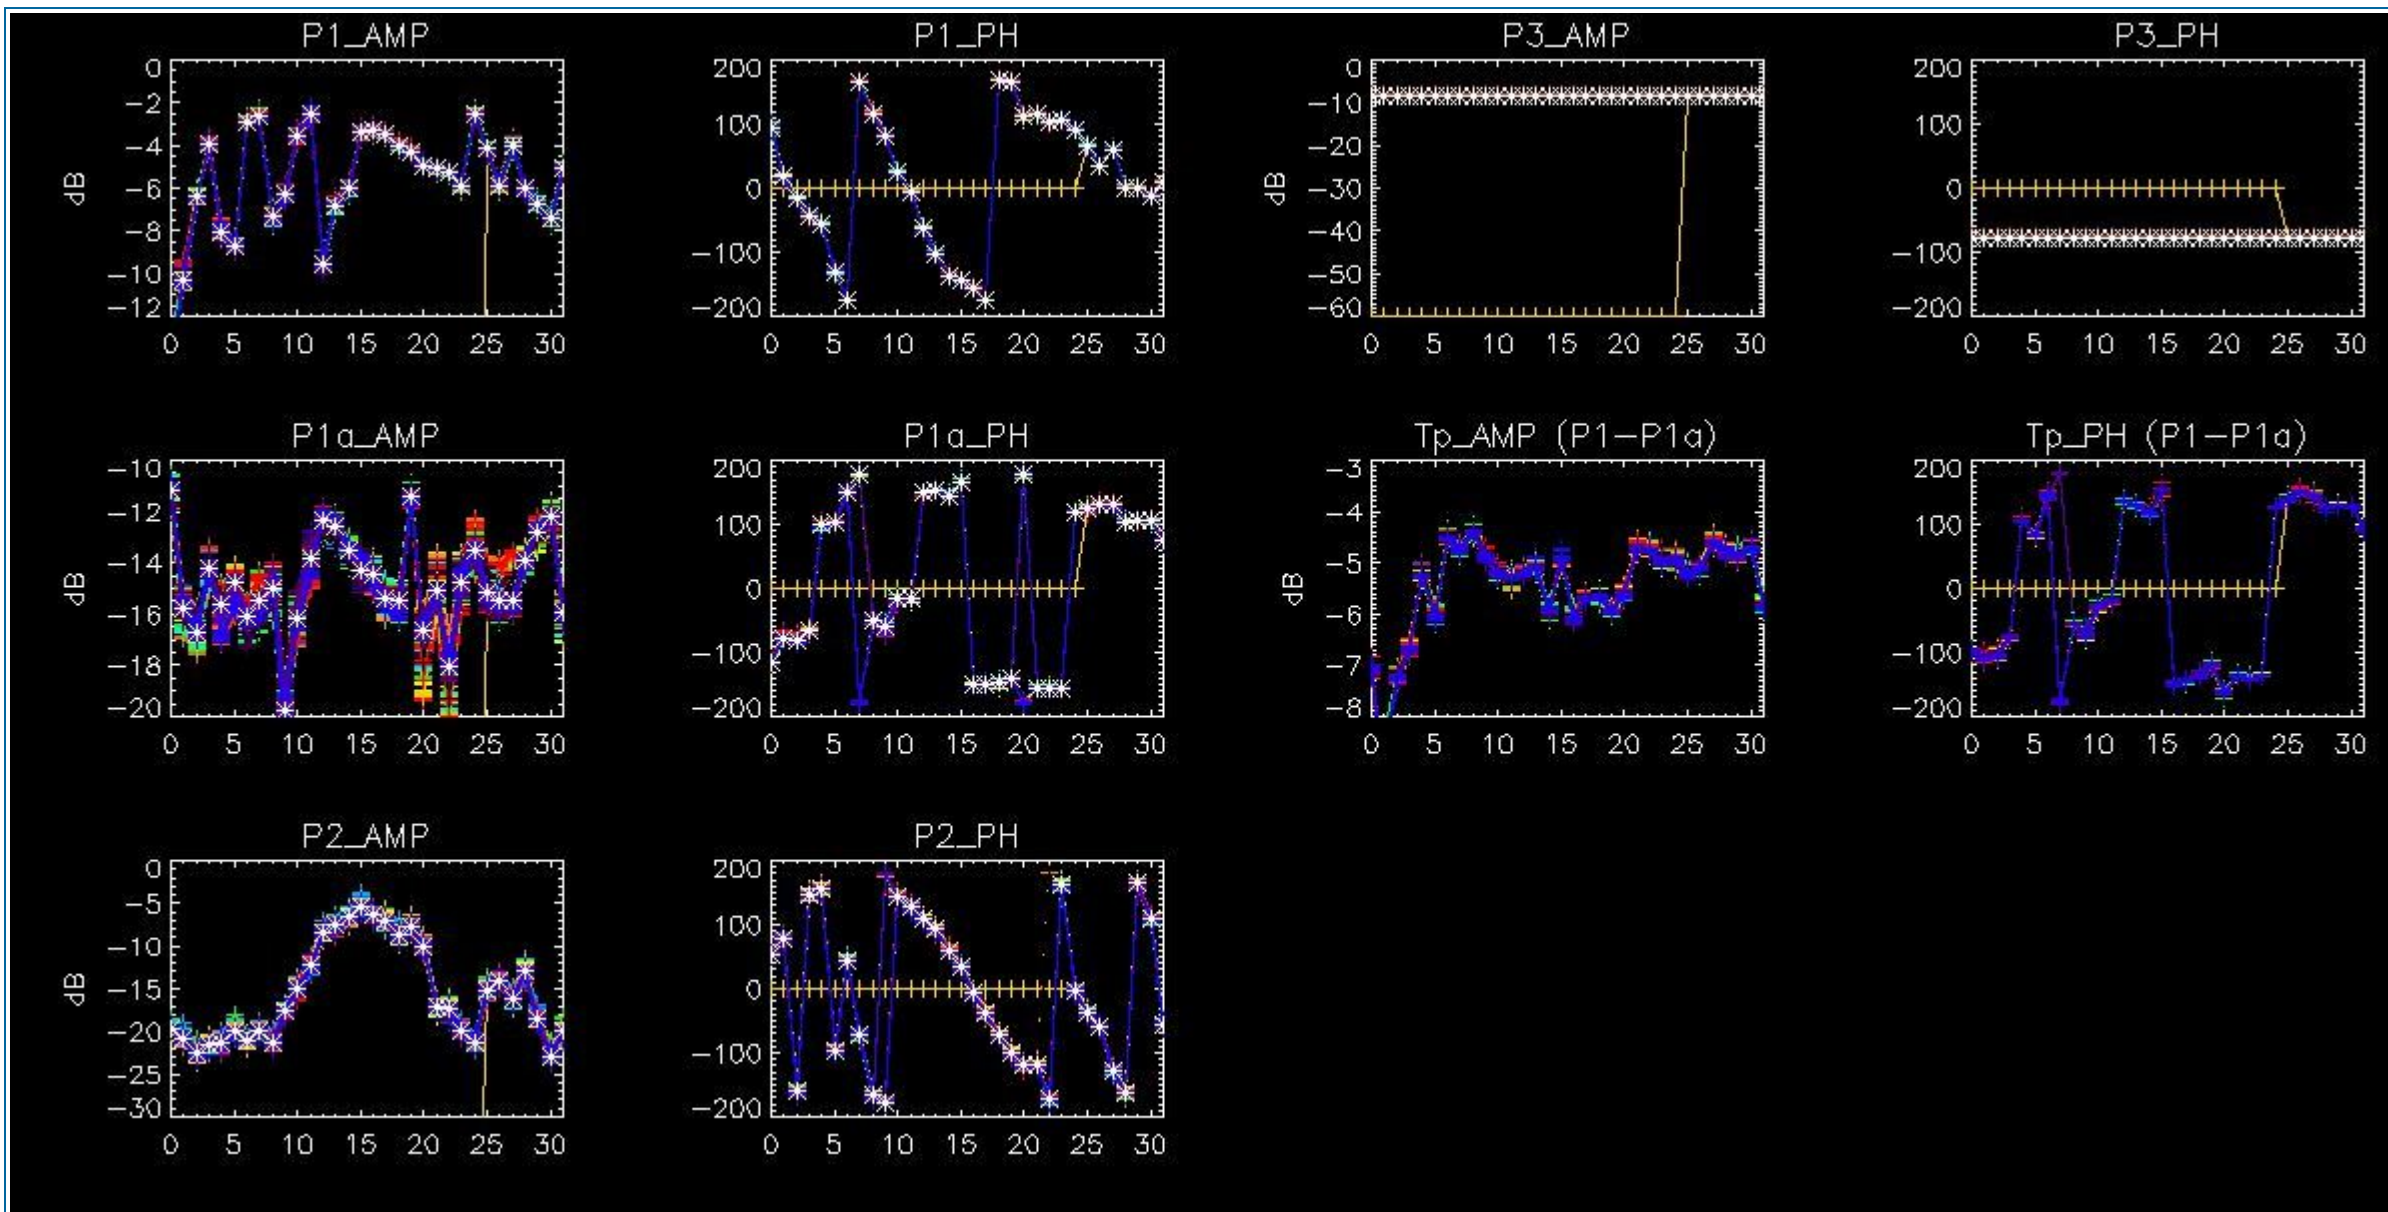 P1_AMP P1_PH P3_AMP P3_PH
0 200 0 200
-2 100 -10 100
-4 0 -20 0
-6 -100 -30 -100
-8 -200 -40 -200
-10 -50
-12 -60
dB dB
0 5 10 15 20 25 30 0 5 10 15 20 25 30 0 5 10 15 20 25 30 0 5 10 15 20 25 30
P1a_AMP P1a_PH Tp_AMP (P1-P1a) Tp_PH (P1-P1a)
-10 200 -3 200
-12 100 -4 100
-14 0 -5 0
-16 -100 -6 -100
-18 -200 -7 -200
-20 -8
dB dB
0 5 10 15 20 25 30 0 5 10 15 20 25 30 0 5 10 15 20 25 30 0 5 10 15 20 25 30
P2_AMP P2_PH
0 200
-5 100
-10 0
-15 -100
-20 -200
-25
-30
dB
0 5 10 15 20 25 30 0 5 10 15 20 25 30